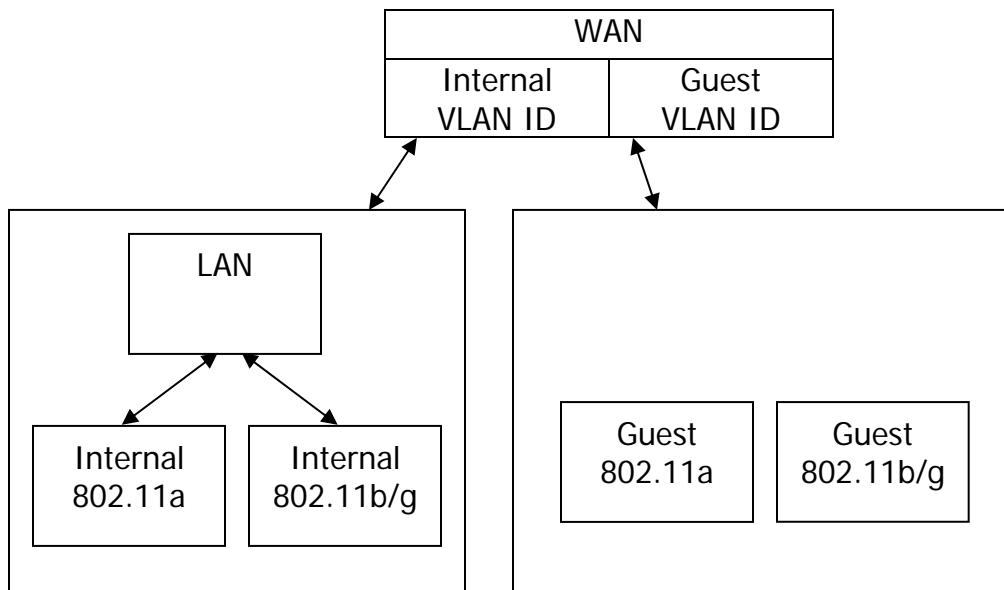 WAN
Internal
VLAN ID
Guest
VLAN ID
LAN
Internal
802.11a
Internal
802.11b/g
Guest
802.11a
Guest
802.11b/g